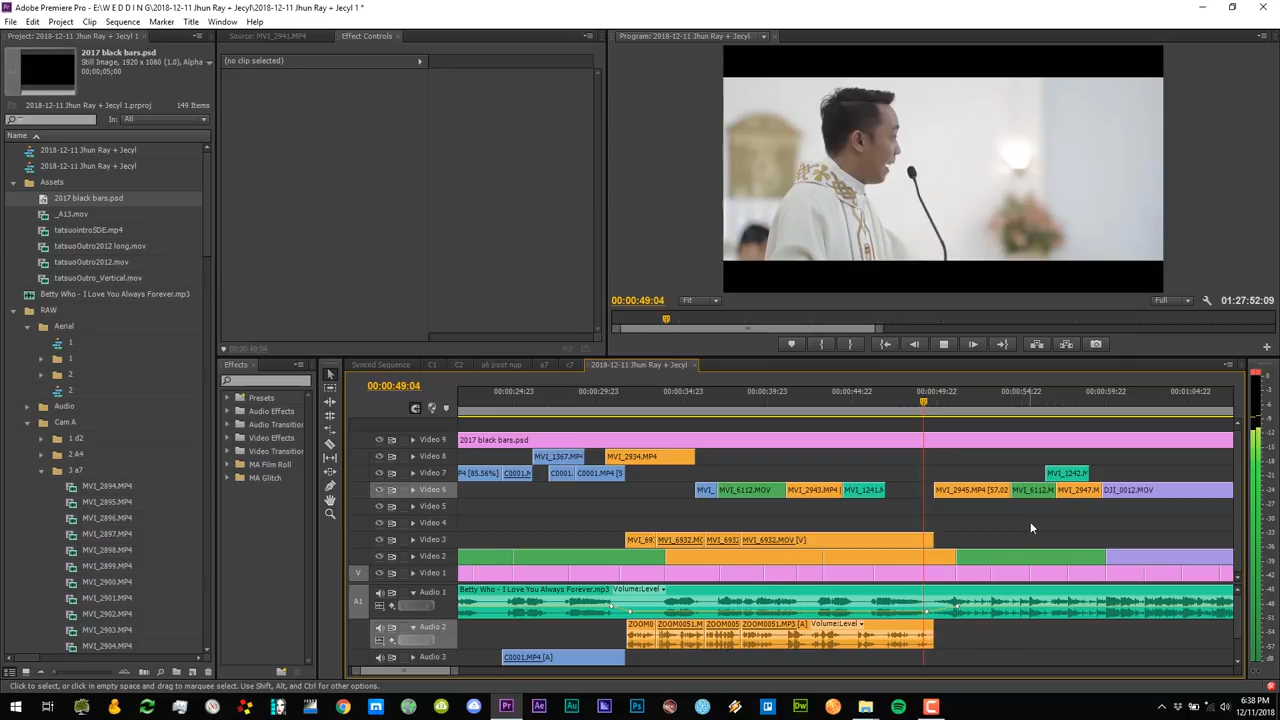 Adobe Premiere Pro - E:\W E D D I N G\2018-12-11 Jhun Ray + Jecyl\2018-12-11 Jhun Ray + Jecyl 1 *
File Edit Project Clip Sequence Marker Title Window Help
Project: 2018-12-11 Jhun Ray + Jecyl 1
2017 black bars.psd
Still Image, 1920 x 1080 (1.0), Alpha
00;00;05;00
2018-12-11 Jhun Ray + Jecyl 1.prproj 149 Items
In: All
Name
2018-12-11 Jhun Ray + Jecyl
2018-12-11 Jhun Ray + Jecyl
Assets
2017 black bars.psd
_A13.mov
tatsuointroSDE.mp4
tatsuoOutro2012 long.mov
tatsuoOutro2012.mov
tatsuoOutro_Vertical.mov
Betty Who - I Love You Always Forever.mp3
RAW
Aerial
1
1
2
2
Audio
Cam A
1 d2
2 A4
3 a7
MVI_2894.MP4
MVI_2895.MP4
MVI_2896.MP4
MVI_2897.MP4
MVI_2898.MP4
MVI_2899.MP4
MVI_2900.MP4
MVI_2901.MP4
MVI_2902.MP4
MVI_2903.MP4
MVI_2904.MP4
Source: MVI_2941.MP4 Effect Controls
(no clip selected)
00:00:49:04
Program: 2018-12-11 Jhun Ray + Jecyl
00:00:49:04 Fit Full 01:27:52:09
Effects
Presets
Audio Effects
Audio Transition
Video Effects
Video Transition
MA Film Roll
MA Glitch
Synced Sequence C1 C2 a6 post nup a7 c7 2018-12-11 Jhun Ray + Jecyl
00:00:49:04
00:00:24:23 00:00:29:23 00:00:34:23 00:00:39:23 00:00:44:22 00:00:49:22 00:00:54:22 00:00:59:22 00:01:04:22
Video 9 2017 black bars.psd
Video 8 MVI_1367.MP4 MVI_2934.MP4
Video 7 P4 [85.56%] C0001.M C0001. C0001.MP4 [5 MVI_1242.M
Video 6 MVI_ MVI_6112.MOV MVI_2943.MP4 [ MVI_1241.M MVI_2945.MP4 [57.02 MVI_6112.M MVI_2947.M DJI_0012.MOV
Video 5
Video 4
Video 3 MVI_693 MVI_6932.MO MVI_6932 MVI_6932.MOV [V]
Video 2
V Video 1
Betty Who - I Love You Always Forever.mp3 Volume:Level
A1 Audio 1
Audio 2 ZOOM0 ZOOM0051.M ZOOM005 ZOOM0051.MP3 [A] Volume:Level
Audio 3 C0001.MP4 [A]
Click to select, or click in empty space and drag to marquee select. Use Shift, Alt, and Ctrl for other options.
Pr Ae Au Ps Dw
6:38 PM
12/11/2018